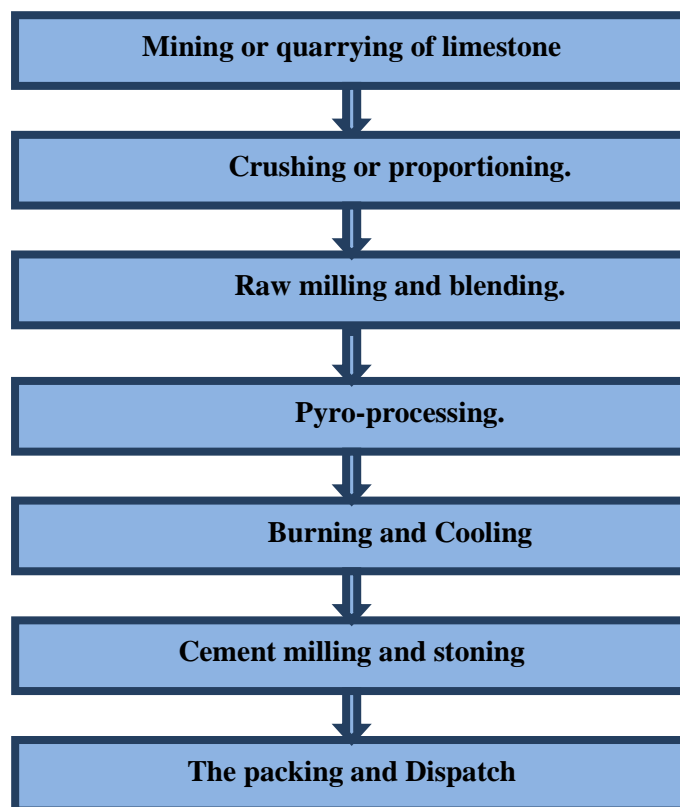 Mining or quarrying of limestone
Crushing or proportioning.
Raw milling and blending.
Pyro-processing.
Burning and Cooling
Cement milling and stoning
The packing and Dispatch